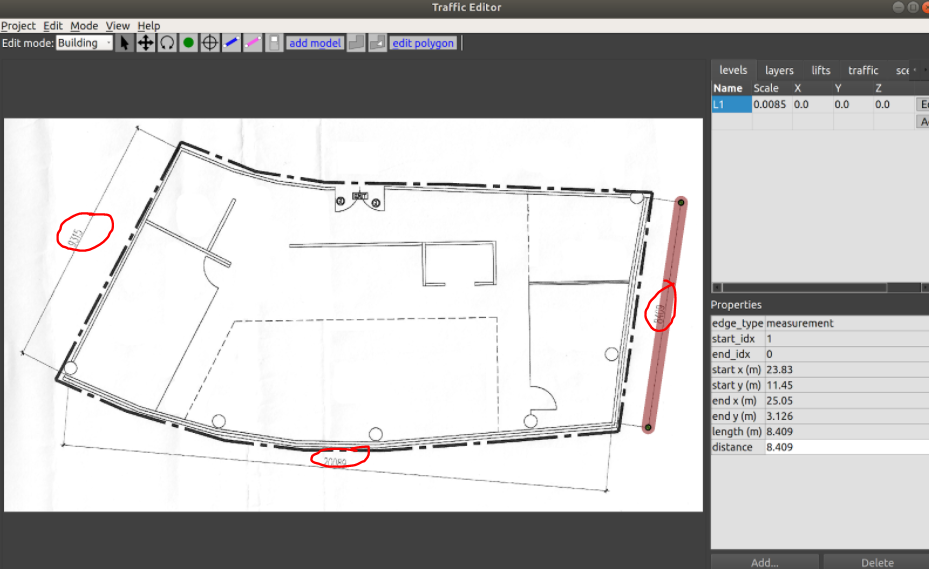 Traffic Editor
Project Edit Mode View Help
Edit mode: Building add model edit polygon
levels layers lifts traffic sce
Name Scale X Y Z
L1 0.0085 0.0 0.0 0.0
EXIT
9315
8409
20089
Properties
edge_type measurement
start_idx 1
end_idx 0
start x (m) 23.83
start y (m) 11.45
end x (m) 25.05
end y (m) 3.126
length (m) 8.409
distance 8.409
Add... Delete